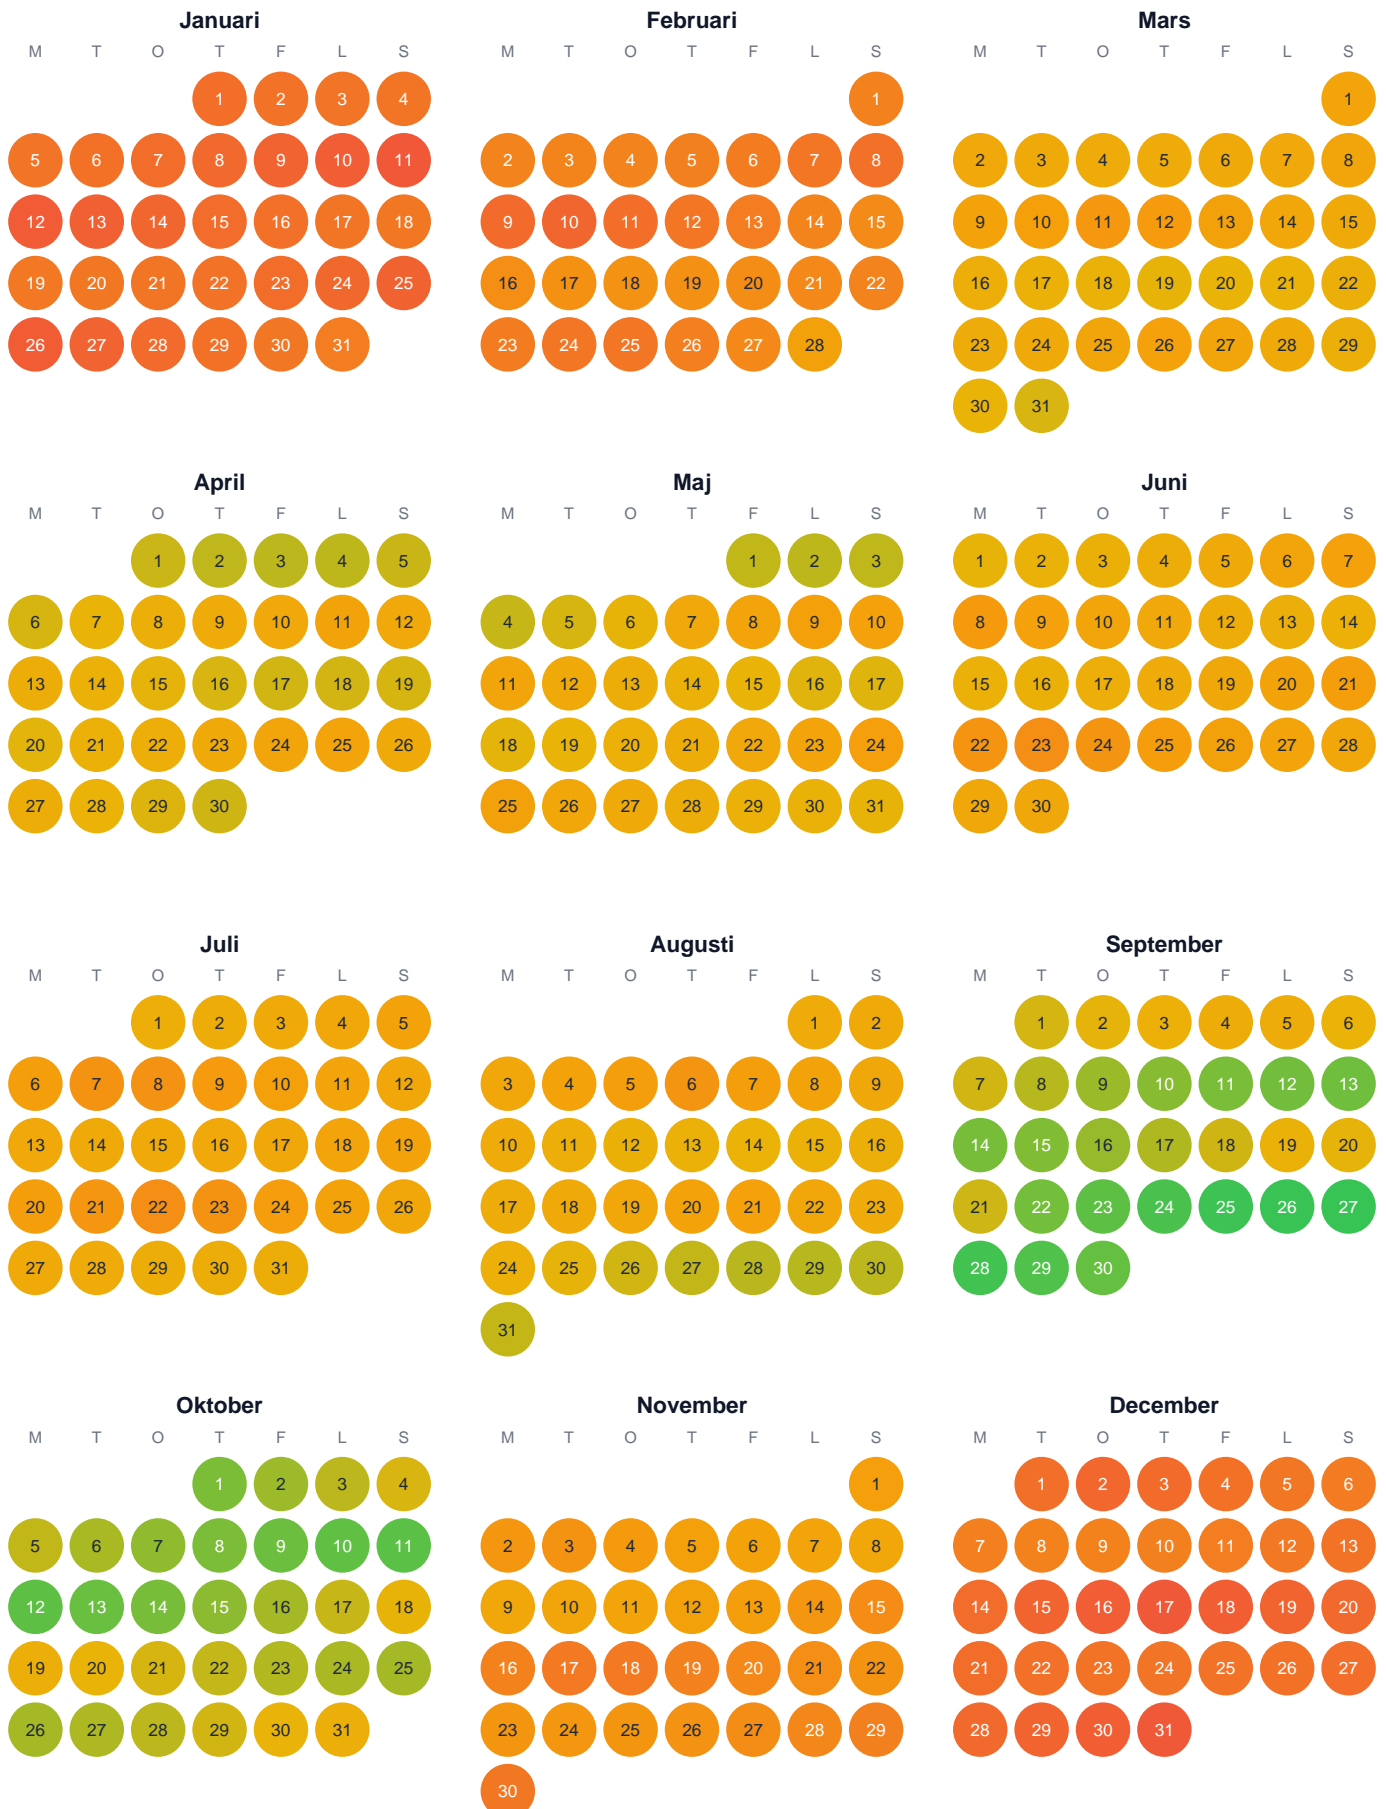 Januari Februari Mars
M T O T F L S M T O T F L S M T O T F L S
1 2 3 4 1 1
5 6 7 8 9 10 11 2 3 4 5 6 7 8 2 3 4 5 6 7 8
12 13 14 15 16 17 18 9 10 11 12 13 14 15 9 10 11 12 13 14 15
19 20 21 22 23 24 25 16 17 18 19 20 21 22 16 17 18 19 20 21 22
26 27 28 29 30 31 23 24 25 26 27 28 23 24 25 26 27 28 29
30 31
April Maj Juni
M T O T F L S M T O T F L S M T O T F L S
1 2 3 4 5 1 2 3 1 2 3 4 5 6 7
6 7 8 9 10 11 12 4 5 6 7 8 9 10 8 9 10 11 12 13 14
13 14 15 16 17 18 19 11 12 13 14 15 16 17 15 16 17 18 19 20 21
20 21 22 23 24 25 26 18 19 20 21 22 23 24 22 23 24 25 26 27 28
27 28 29 30 25 26 27 28 29 30 31 29 30
Juli Augusti September
M T O T F L S M T O T F L S M T O T F L S
1 2 3 4 5 1 2 1 2 3 4 5 6
6 7 8 9 10 11 12 3 4 5 6 7 8 9 7 8 9 10 11 12 13
13 14 15 16 17 18 19 10 11 12 13 14 15 16 14 15 16 17 18 19 20
20 21 22 23 24 25 26 17 18 19 20 21 22 23 21 22 23 24 25 26 27
27 28 29 30 31 24 25 26 27 28 29 30 28 29 30
31
Oktober November December
M T O T F L S M T O T F L S M T O T F L S
1 2 3 4 1 1 2 3 4 5 6
5 6 7 8 9 10 11 2 3 4 5 6 7 8 7 8 9 10 11 12 13
12 13 14 15 16 17 18 9 10 11 12 13 14 15 14 15 16 17 18 19 20
19 20 21 22 23 24 25 16 17 18 19 20 21 22 21 22 23 24 25 26 27
26 27 28 29 30 31 23 24 25 26 27 28 29 28 29 30 31
30